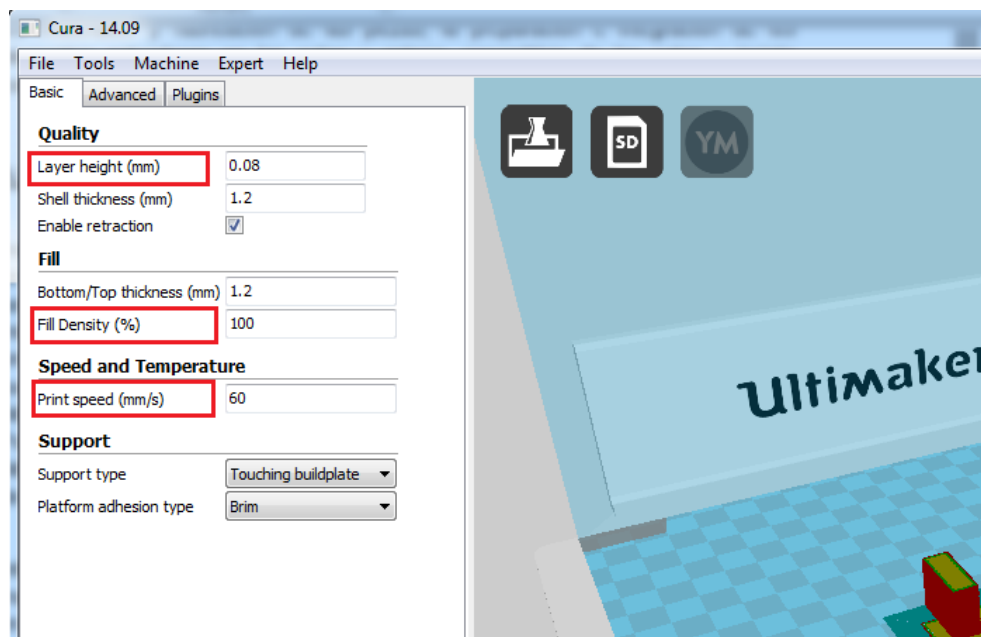 Cura - 14.09
File Tools Machine Expert Help
Basic Advanced Plugins
Quality
Layer height (mm) 0.08
Shell thickness (mm) 1.2
Enable retraction
Fill
Bottom/Top thickness (mm) 1.2
Fill Density (%) 100
Speed and Temperature
Print speed (mm/s) 60
Support
Support type Touching buildplate
Platform adhesion type Brim
SD YM
Ultimaker